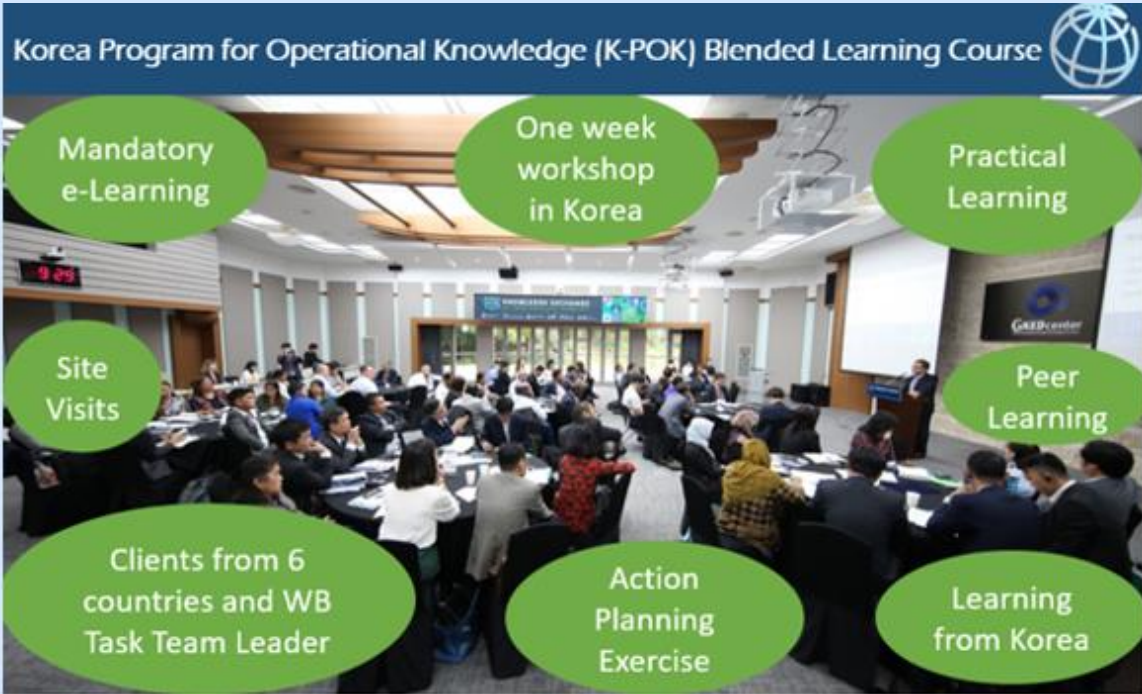 Korea Program for Operational Knowledge (K-POK) Blended Learning Course
Mandatory
e-Learning
One week
workshop
in Korea
Practical
Learning
9:29
KNOWLEDGE EXCHANGE
GKEDcenter
Site
Visits
Peer
Learning
Clients from 6
countries and WB
Task Team Leader
Action
Planning
Exercise
Learning
from Korea